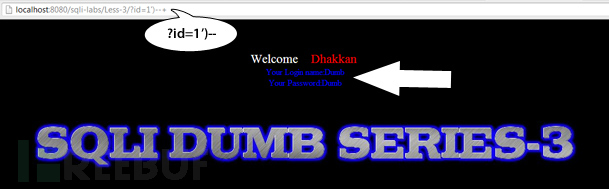 localhost:8080/sqli-labs/Less-3/?id=1')--+
?id=1')--
Welcome Dhakkan
Your Login name:Dumb
Your Password:Dumb
SQLI DUMB SERIES-3
REEBUF